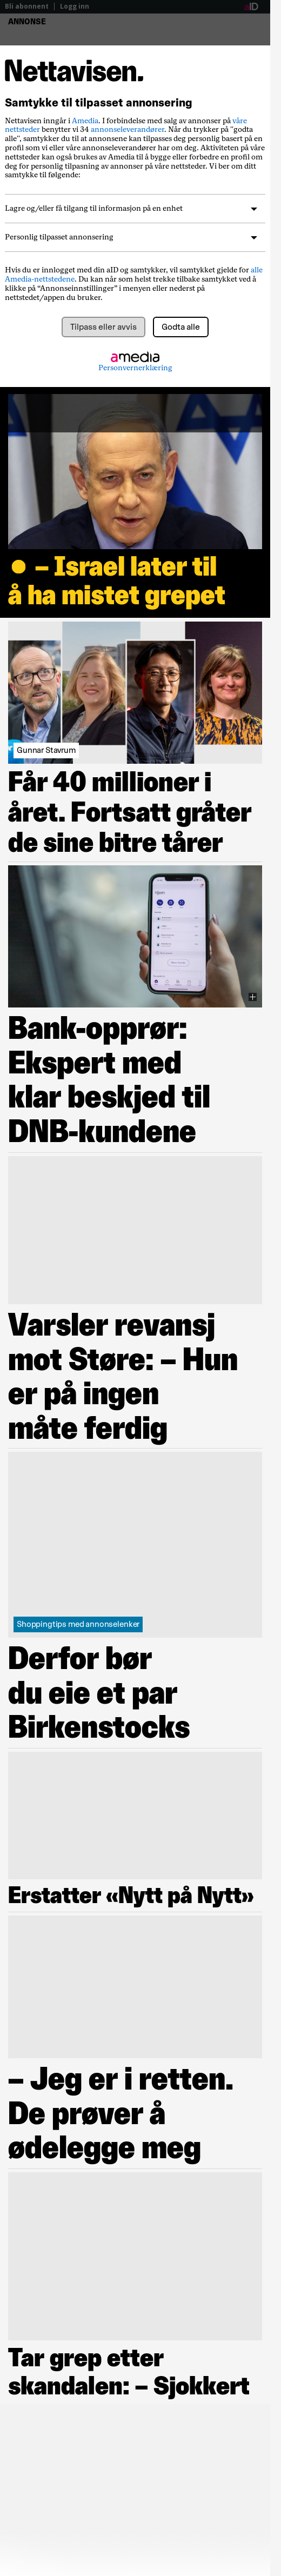 Bli abonnent | Logg inn
aID
ANNONSE
Nettavisen.
Samtykke til tilpasset annonsering
Nettavisen inngår i Amedia. I forbindelse med salg av annonser på våre
nettsteder benytter vi 34 annonseleverandører. Når du trykker på "godta
alle", samtykker du til at annonsene kan tilpasses deg personlig basert på en
profil som vi eller våre annonseleverandører har om deg. Aktiviteten på våre
nettsteder kan også brukes av Amedia til å bygge eller forbedre en profil om
deg for personlig tilpasning av annonser på våre nettsteder. Vi ber om ditt
samtykke til følgende:
Lagre og/eller få tilgang til informasjon på en enhet
Personlig tilpasset annonsering
Hvis du er innlogget med din aID og samtykker, vil samtykket gjelde for alle
Amedia-nettstedene. Du kan når som helst trekke tilbake samtykket ved å
klikke på “Annonseinnstillinger” i menyen eller nederst på
nettstedet/appen du bruker.
Tilpass eller avvis
Godta alle
amedia
Personvernerklæring
– Israel later til
å ha mistet grepet
Gunnar Stavrum
Får 40 millioner i
året. Fortsatt gråter
de sine bitre tårer
Bank-opprør:
Ekspert med
klar beskjed til
DNB-kundene
Varsler revansj
mot Støre: – Hun
er på ingen
måte ferdig
Shoppingtips med annonselenker
Derfor bør
du eie et par
Birkenstocks
Erstatter «Nytt på Nytt»
– Jeg er i retten.
De prøver å
ødelegge meg
Tar grep etter
skandalen: – Sjokkert